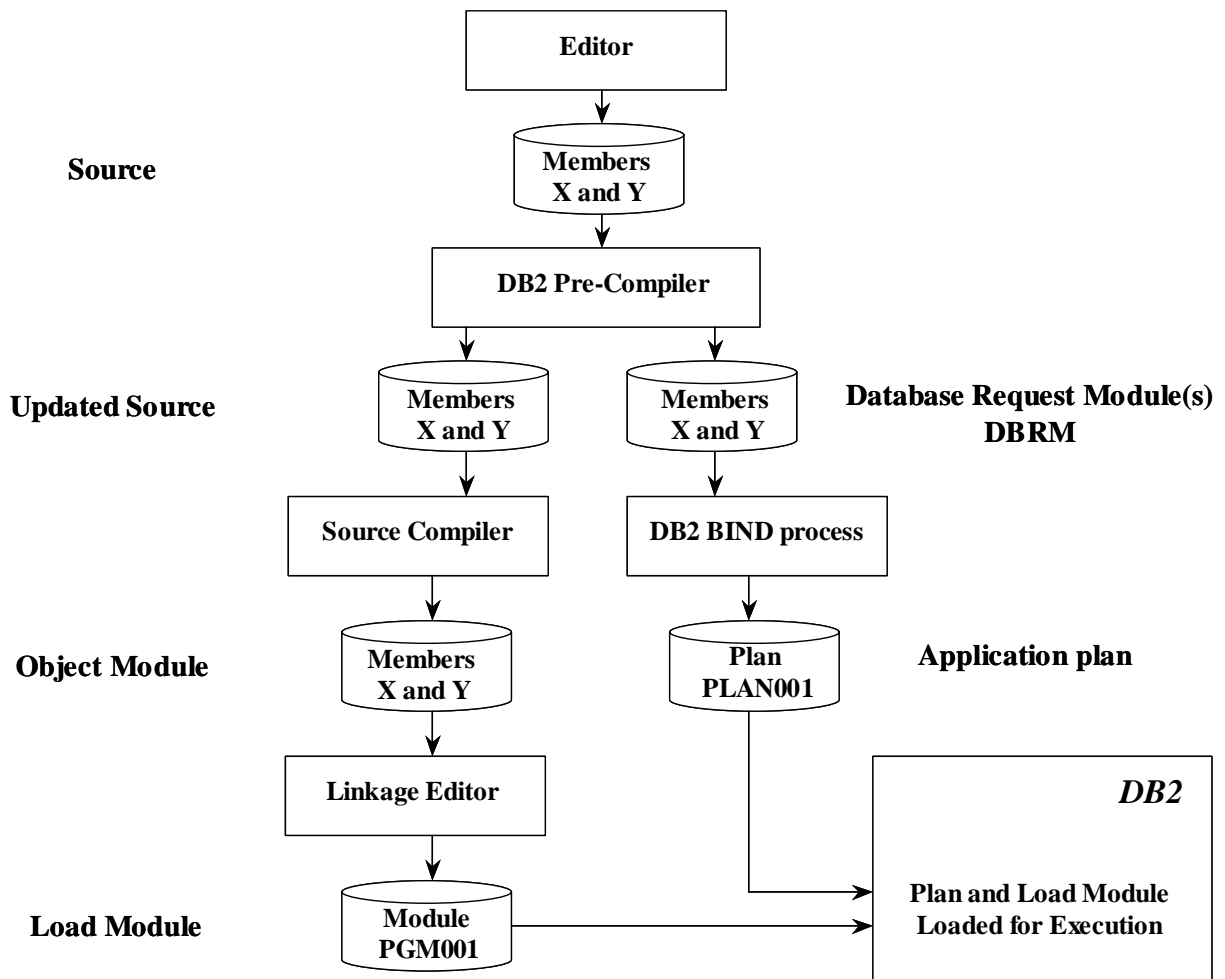 Editor
Source
Members
X and Y
DB2 Pre-Compiler
Updated Source
Members
X and Y
Members
X and Y
Database Request Module(s)
DBRM
Source Compiler
DB2 BIND process
Object Module
Members
X and Y
Plan
PLAN001
Application plan
Linkage Editor
DB2
Load Module
Module
PGM001
Plan and Load Module
Loaded for Execution